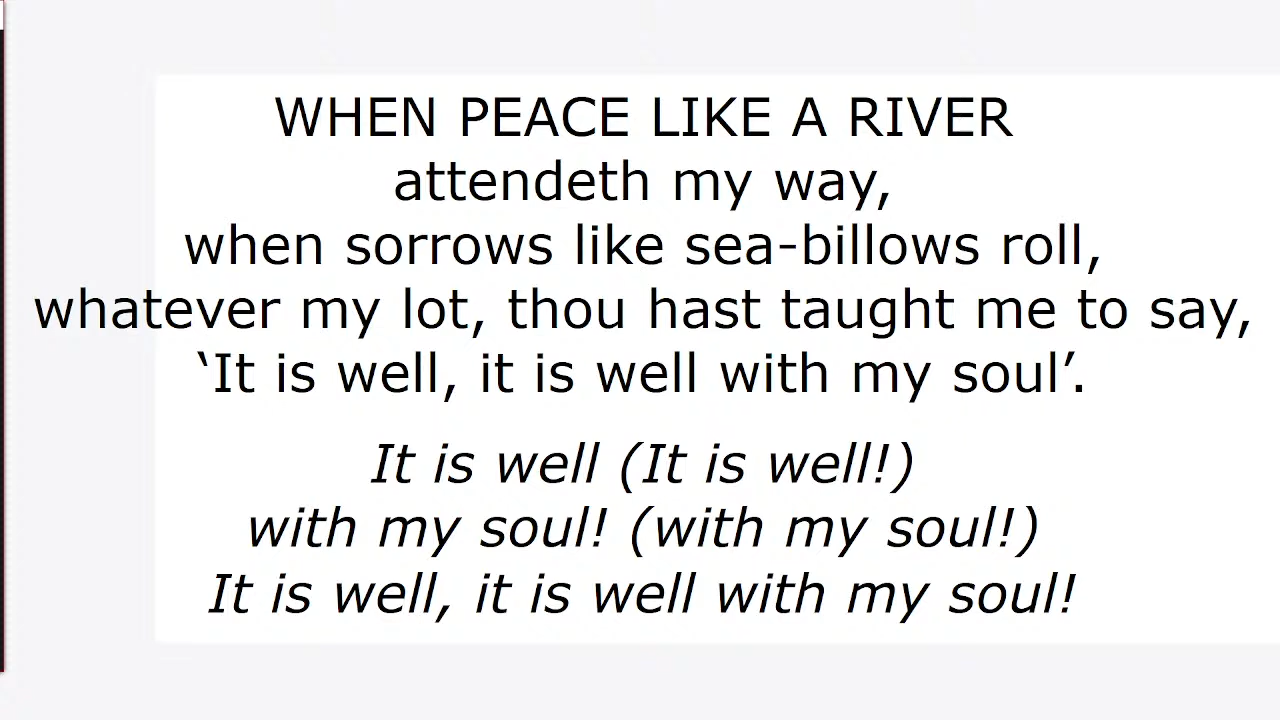 WHEN PEACE LIKE A RIVER
attendeth my way,
when sorrows like sea-billows roll,
whatever my lot, thou hast taught me to say,
‘It is well, it is well with my soul’.
It is well (It is well!)
with my soul! (with my soul!)
It is well, it is well with my soul!